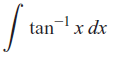 ∫ tan⁻¹ x dx